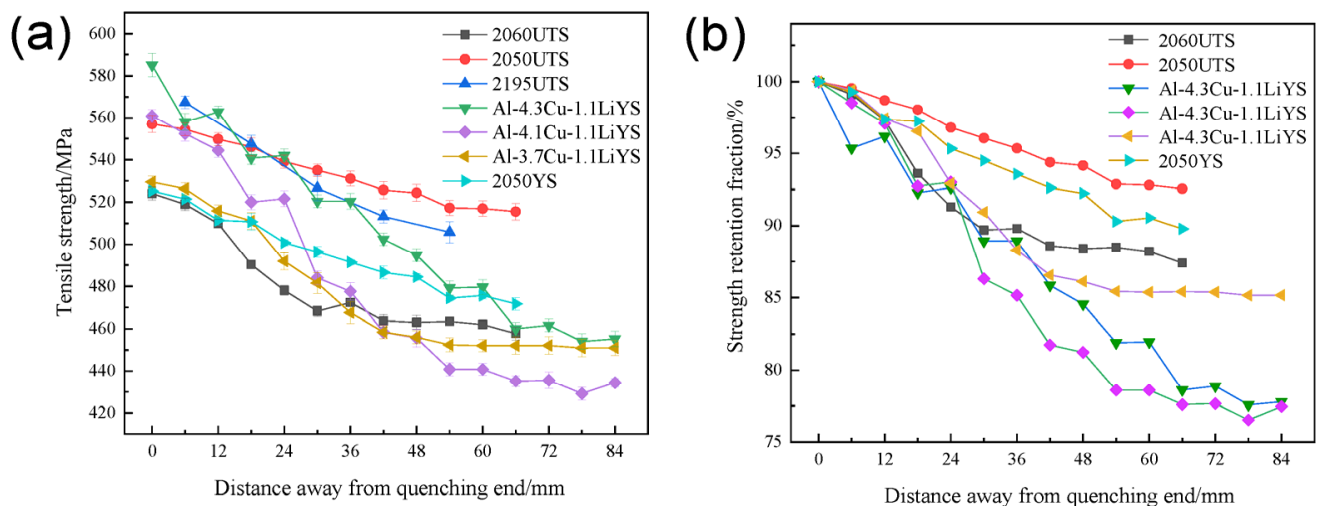 (a)
2060UTS
2050UTS
2195UTS
Al-4.3Cu-1.1LiYS
Al-4.1Cu-1.1LiYS
Al-3.7Cu-1.1LiYS
2050YS
Tensile strength/MPa
600
580
560
540
520
500
480
460
440
420
0 12 24 36 48 60 72 84
Distance away from quenching end/mm
(b)
2060UTS
2050UTS
Al-4.3Cu-1.1LiYS
Al-4.3Cu-1.1LiYS
Al-4.3Cu-1.1LiYS
2050YS
Strength retention fraction/%
100
95
90
85
80
75
0 12 24 36 48 60 72 84
Distance away from quenching end/mm